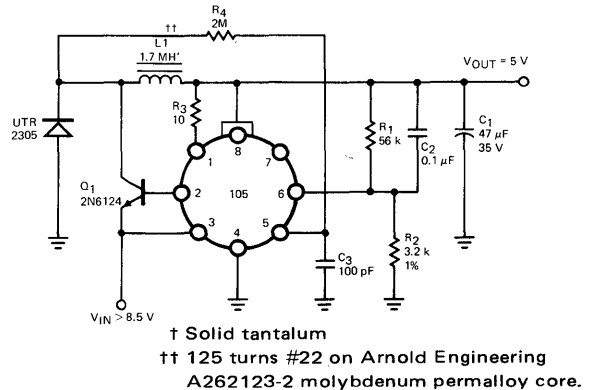 ††
R4
2M
L1
1.7 MH'
VOUT = 5 V
UTR
2305
R3
10
R1
56 k
C2
0.1 μF
C1
47 μF
35 V
8
1
7
Q1
2N6124
2
105
6
3
5
4
R2
3.2 k
1%
C3
100 pF
VIN > 8.5 V
† Solid tantalum
†† 125 turns #22 on Arnold Engineering
A262123-2 molybdenum permalloy core.